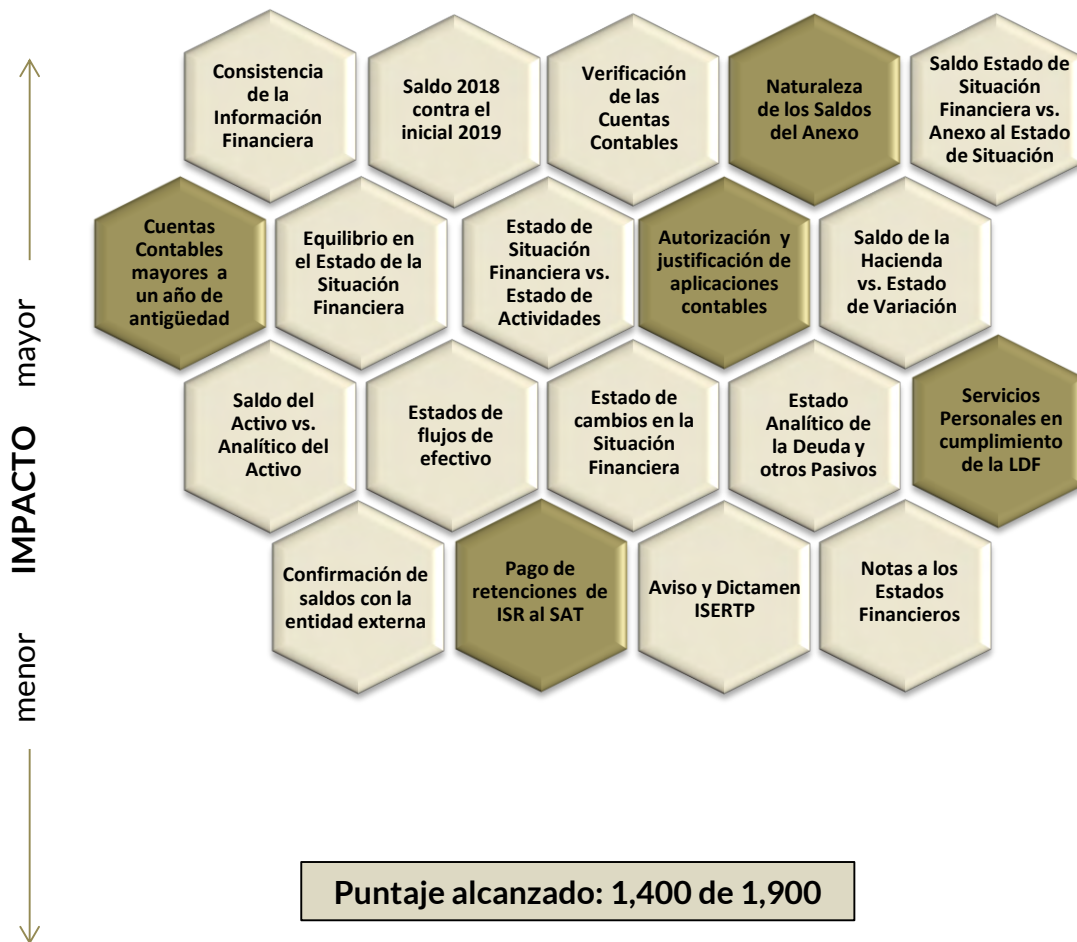 Consistencia
de la
Información
Financiera
Saldo 2018
contra el
inicial 2019
Verificación
de las
Cuentas
Contables
Naturaleza
de los Saldos
del Anexo
Saldo Estado de
Situación
Financiera vs.
Anexo al Estado
de Situación
Cuentas
Contables
mayores a
un año de
antigüedad
Equilibrio en
el Estado de la
Situación
Financiera
Estado de
Situación
Financiera vs.
Estado de
Actividades
Autorización y
justificación de
aplicaciones
contables
Saldo de la
Hacienda
vs. Estado
de Variación
Saldo del
Activo vs.
Analítico del
Activo
Estados de
flujos de
efectivo
Estado de
cambios en la
Situación
Financiera
Estado
Analítico de
la Deuda y
otros Pasivos
Servicios
Personales en
cumplimiento
de la LDF
Confirmación de
saldos con la
entidad externa
Pago de
retenciones de
ISR al SAT
Aviso y Dictamen
ISERTP
Notas a los
Estados
Financieros
menor IMPACTO mayor
Puntaje alcanzado: 1,400 de 1,900